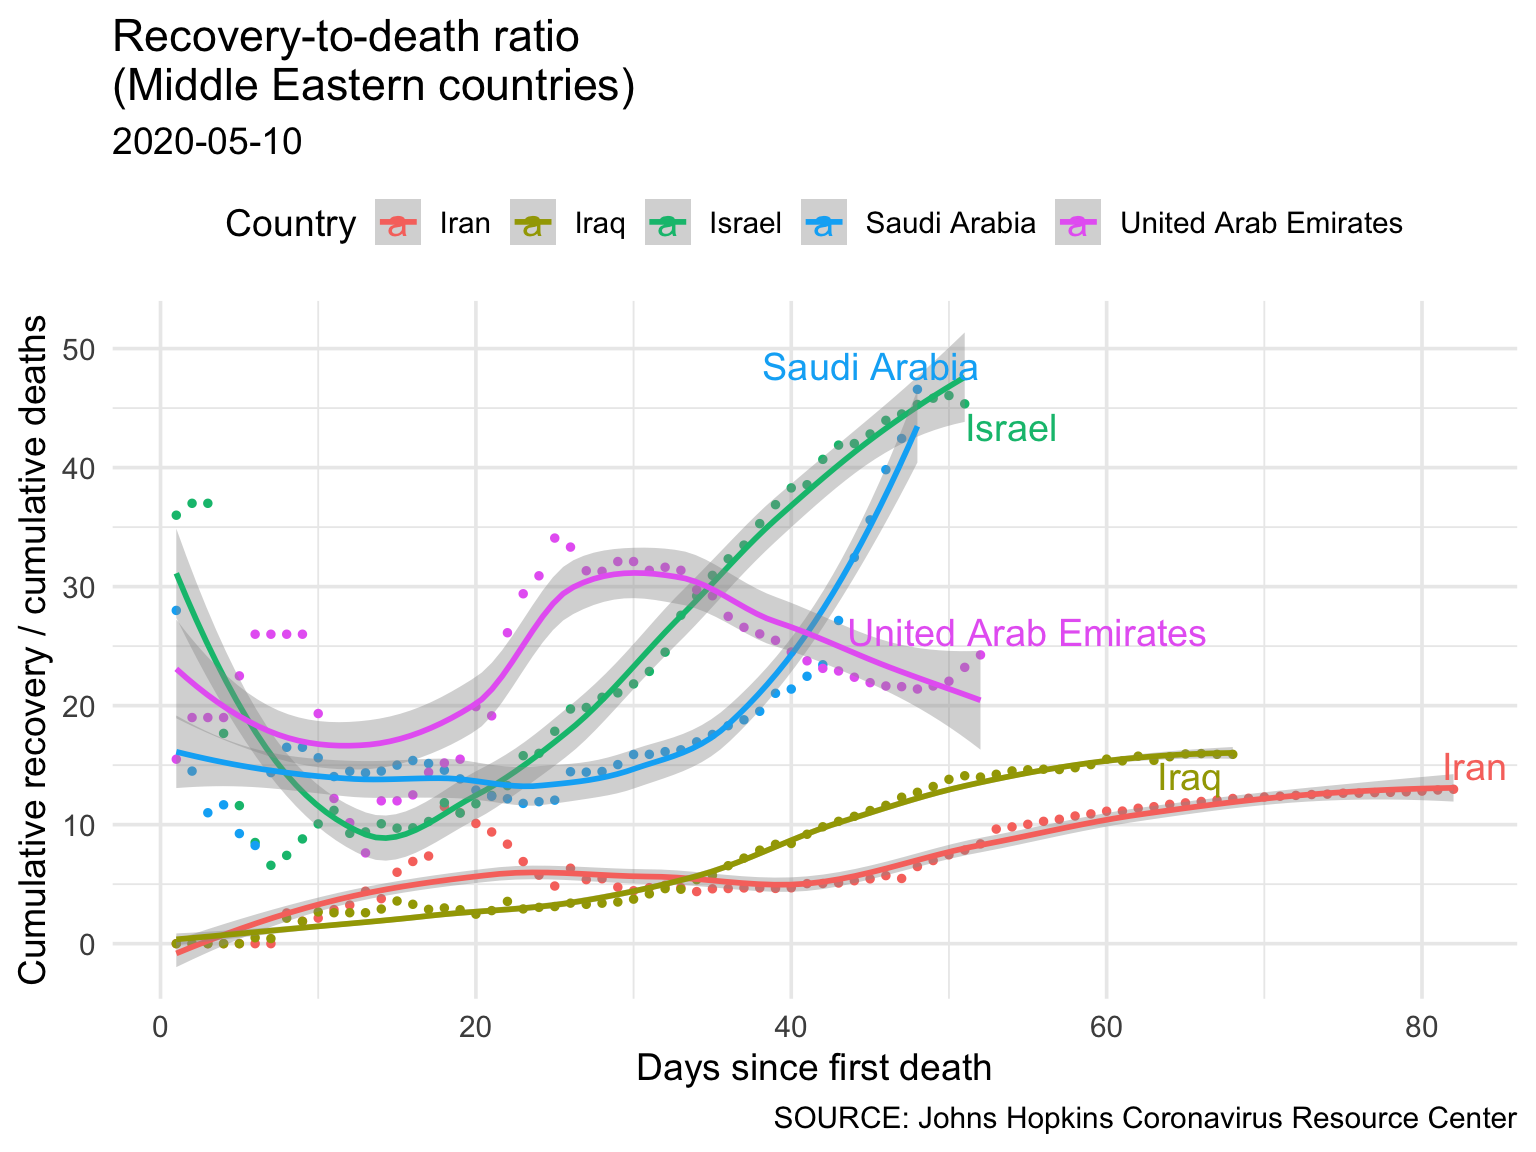 Recovery-to-death ratio
(Middle Eastern countries)
2020-05-10
Country a Iran a Iraq a Israel a Saudi Arabia a United Arab Emirates
Cumulative recovery / cumulative deaths
50
40
30
20
10
0
Saudi Arabia
Israel
United Arab Emirates
Iraq
Iran
0 20 40 60 80
Days since first death
SOURCE: Johns Hopkins Coronavirus Resource Center